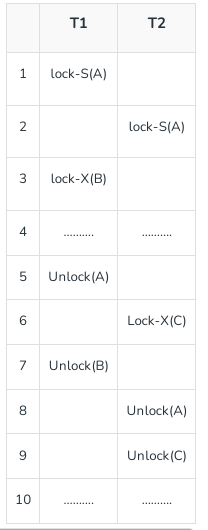 T1 T2
1 lock-S(A)
2 lock-S(A)
3 lock-X(B)
4 .......... ..........
5 Unlock(A)
6 Lock-X(C)
7 Unlock(B)
8 Unlock(A)
9 Unlock(C)
10 .......... ..........